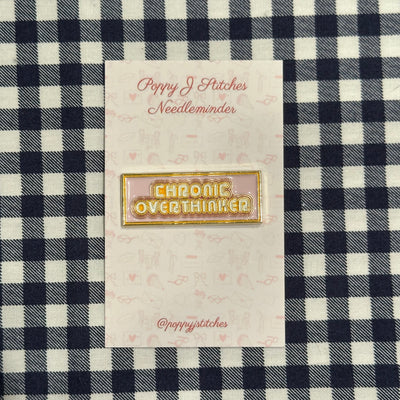 Poppy J Stitches
Needleminder
CHRONIC
OVERTHINKER
@poppyjstitches